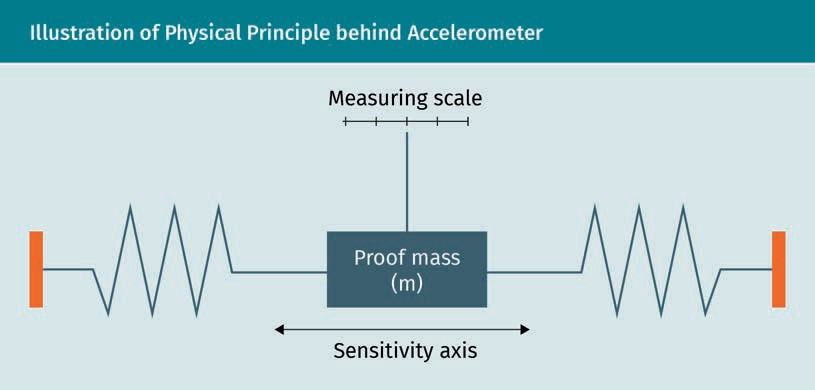 Illustration of Physical Principle behind Accelerometer
Measuring scale
Proof mass
(m)
Sensitivity axis